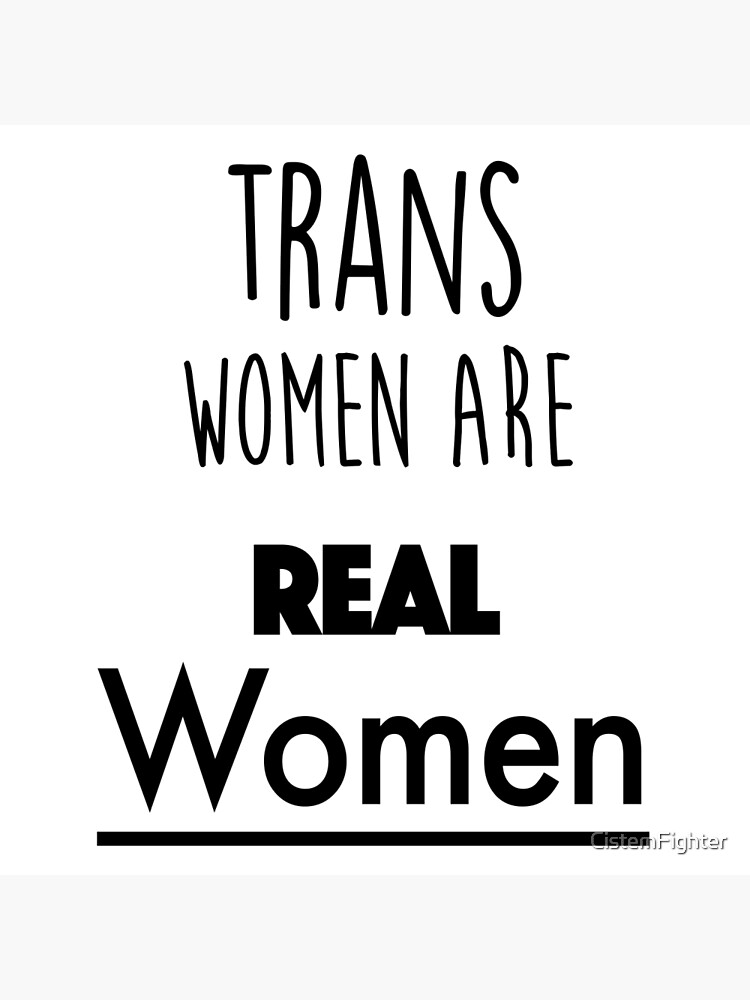 TRANS
WOMEN ARE
REAL
Women
CistemFighter